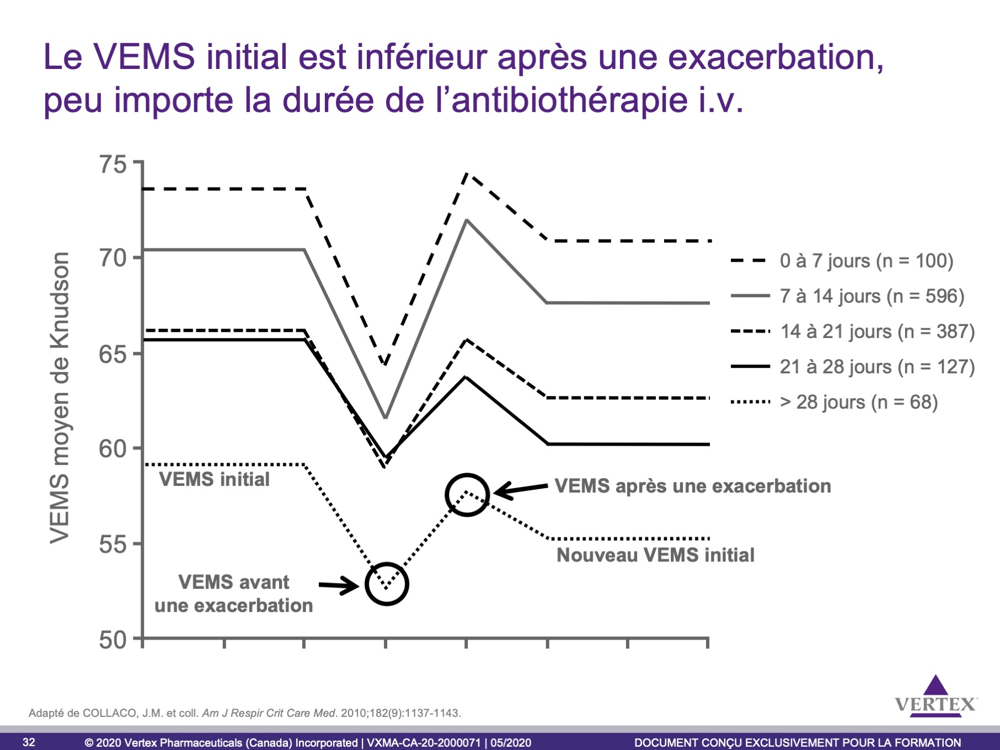 Le VEMS initial est inférieur après une exacerbation,
peu importe la durée de l’antibiothérapie i.v.
VEMS moyen de Knudson
75
70
65
60
55
50
0 à 7 jours (n = 100)
7 à 14 jours (n = 596)
14 à 21 jours (n = 387)
21 à 28 jours (n = 127)
> 28 jours (n = 68)
VEMS initial
VEMS après une exacerbation
Nouveau VEMS initial
VEMS avant
une exacerbation
VERTEX™
Adapté de COLLACO, J.M. et coll. Am J Respir Crit Care Med. 2010;182(9):1137-1143.
32 © 2020 Vertex Pharmaceuticals (Canada) Incorporated | VXMA-CA-20-2000071 | 05/2020 DOCUMENT CONÇU EXCLUSIVEMENT POUR LA FORMATION